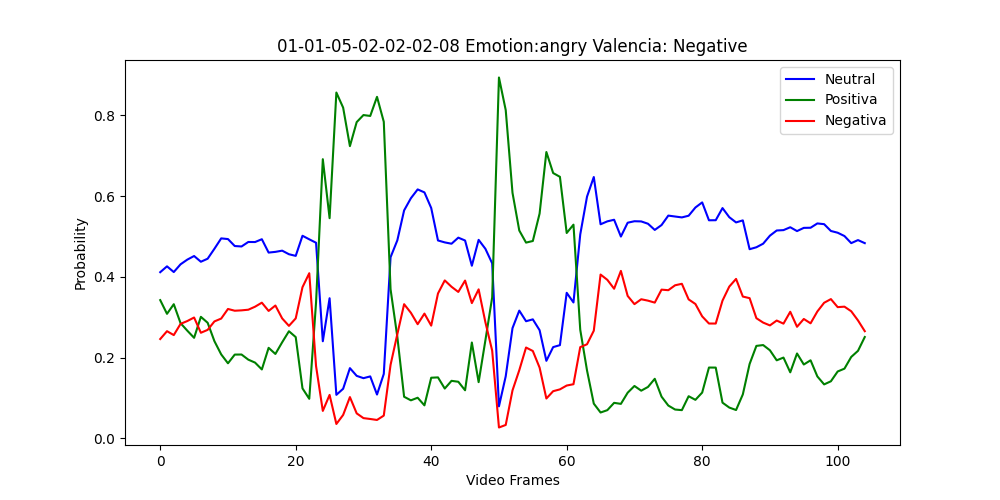 01-01-05-02-02-02-08 Emotion:angry Valencia: Negative
Neutral
Positiva
Negativa
Probability
0.8
0.6
0.4
0.2
0.0
0 20 40 60 80 100
Video Frames